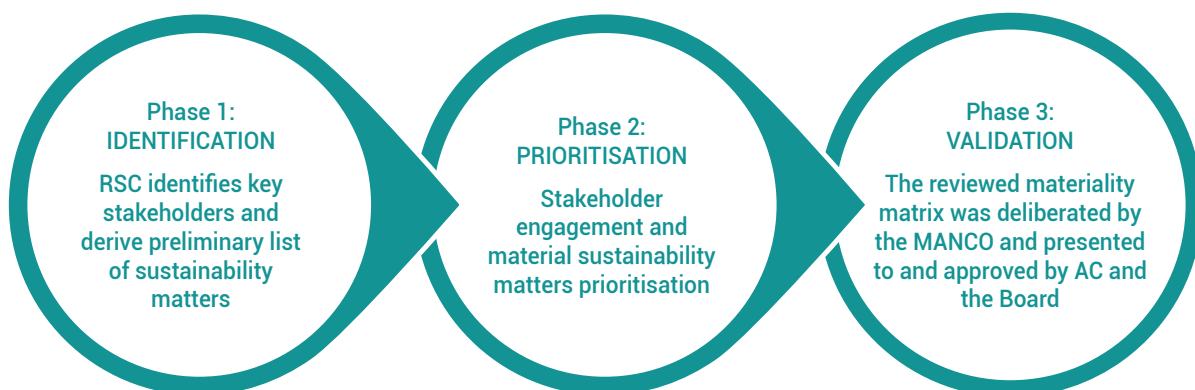 Phase 1:
IDENTIFICATION
RSC identifies key
stakeholders and
derive preliminary list
of sustainability
matters
Phase 2:
PRIORITISATION
Stakeholder
engagement and
material sustainability
matters prioritisation
Phase 3:
VALIDATION
The reviewed materiality
matrix was deliberated by
the MANCO and presented
to and approved by AC and
the Board